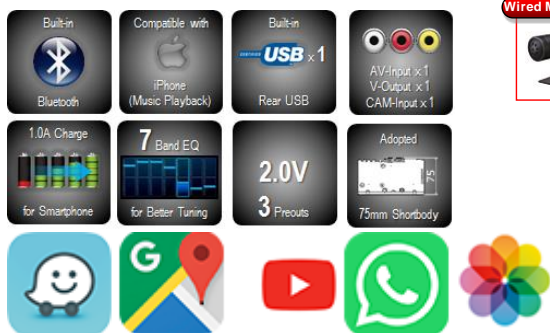 Wired M
Built-in
Bluetooth
Compatible with
iPhone
(Music Playback)
Built-in
USB x 1
Rear USB
AV-Input x 1
V-Output x 1
CAM-Input x 1
1.0A Charge
for Smartphone
7 Band EQ
for Better Tuning
2.0V
3 Preouts
Adopted
75
75mm Shortbody
G